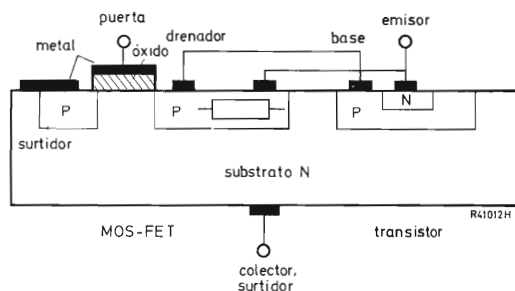 puerta
metal
óxido
drenador
base
emisor
P
P
P
N
surtidor
substrato N
R41012H
MOS-FET
transistor
colector,
surtidor